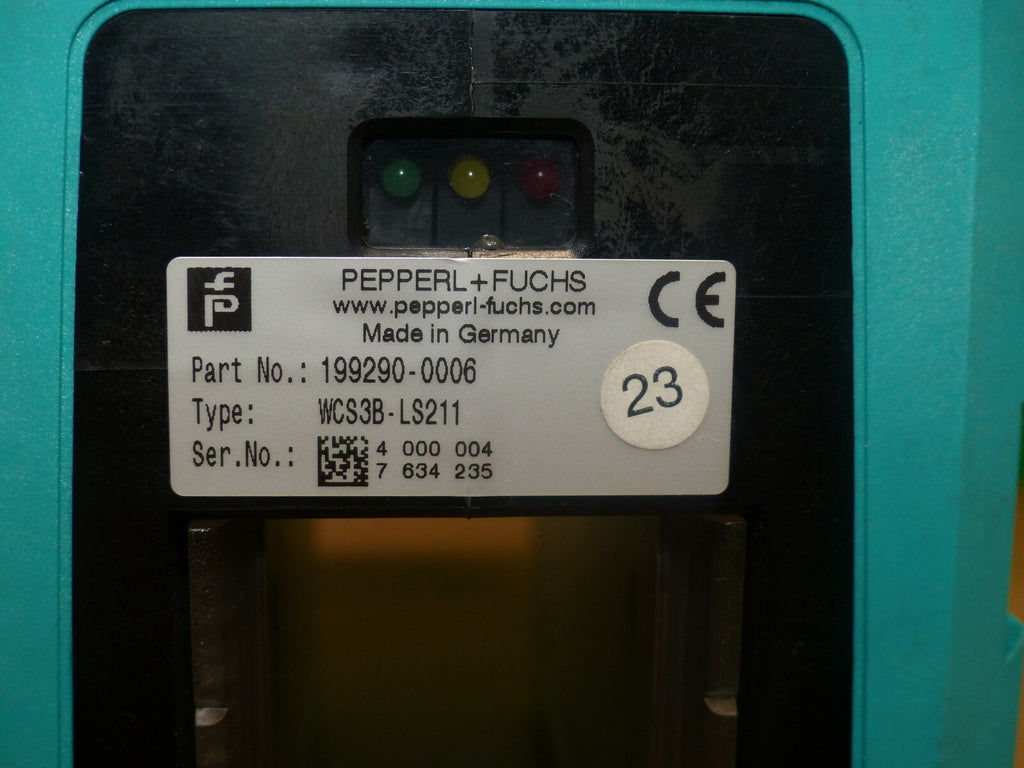 PEPPERL+FUCHS
www.pepperl-fuchs.com
Made in Germany
CE
Part No.: 199290-0006
Type: WCS3B-LS211
23
Ser.No.: 4 000 004
7 634 235